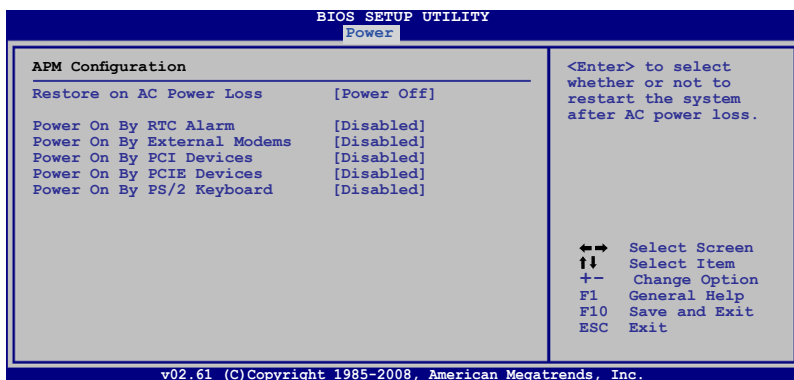 BIOS SETUP UTILITY
Power
APM Configuration
Restore on AC Power Loss [Power Off]
Power On By RTC Alarm [Disabled]
Power On By External Modems [Disabled]
Power On By PCI Devices [Disabled]
Power On By PCIE Devices [Disabled]
Power On By PS/2 Keyboard [Disabled]
<Enter> to select
whether or not to
restart the system
after AC power loss.
←→ Select Screen
↑↓ Select Item
+- Change Option
F1 General Help
F10 Save and Exit
ESC Exit
v02.61 (C)Copyright 1985-2008, American Megatrends, Inc.